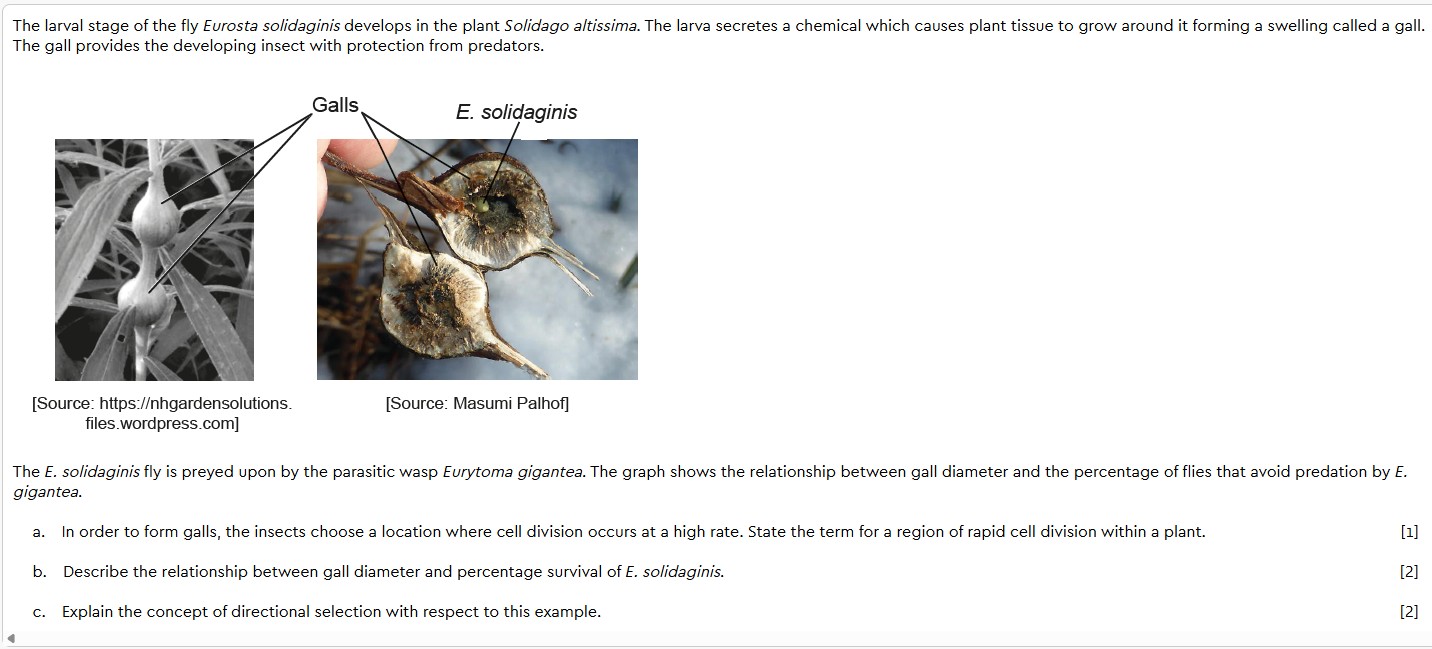 The larval stage of the fly Eurosta solidaginis develops in the plant Solidago altissima. The larva secretes a chemical which causes plant tissue to grow around it forming a swelling called a gall.
The gall provides the developing insect with protection from predators.
Galls
E. solidaginis
[Source: https://nhgardensolutions.
files.wordpress.com]
[Source: Masumi Palhof]
The E. solidaginis fly is preyed upon by the parasitic wasp Eurytoma gigantea. The graph shows the relationship between gall diameter and the percentage of flies that avoid predation by E.
gigantea.
a. In order to form galls, the insects choose a location where cell division occurs at a high rate. State the term for a region of rapid cell division within a plant. [1]
b. Describe the relationship between gall diameter and percentage survival of E. solidaginis. [2]
c. Explain the concept of directional selection with respect to this example. [2]